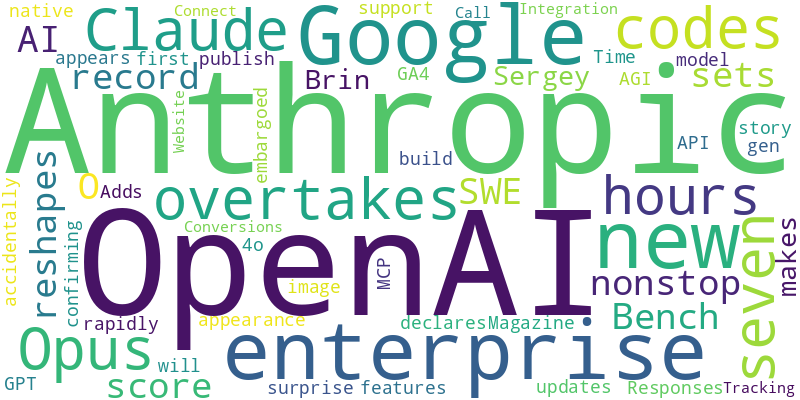 native Connect support Call Integration
AI Claude Google codes
appears first publish Time model
record Brin GA4 Sergey AGI sets
Anthropic
Website embargoed build API story gen
accidentally reshapes O Adds overtakes SWE hours
confirming Conversions 4o OpenAI new seven makes
image MCP nonstop
rapidly appearance declares Magazine Bench
Opus will enterprise
GPT score surprise features updates Responses Tracking